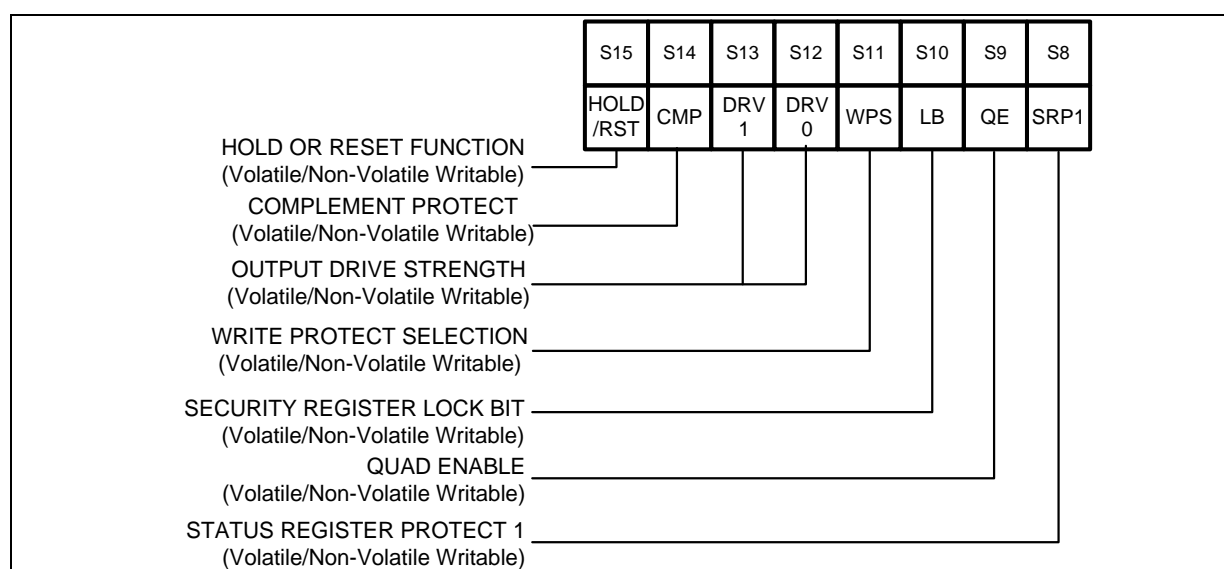 S15 S14 S13 S12 S11 S10 S9 S8
HOLD /RST CMP DRV 1 DRV 0 WPS LB QE SRP1
HOLD OR RESET FUNCTION
(Volatile/Non-Volatile Writable)
COMPLEMENT PROTECT
(Volatile/Non-Volatile Writable)
OUTPUT DRIVE STRENGTH
(Volatile/Non-Volatile Writable)
WRITE PROTECT SELECTION
(Volatile/Non-Volatile Writable)
SECURITY REGISTER LOCK BIT
(Volatile/Non-Volatile Writable)
QUAD ENABLE
(Volatile/Non-Volatile Writable)
STATUS REGISTER PROTECT 1
(Volatile/Non-Volatile Writable)